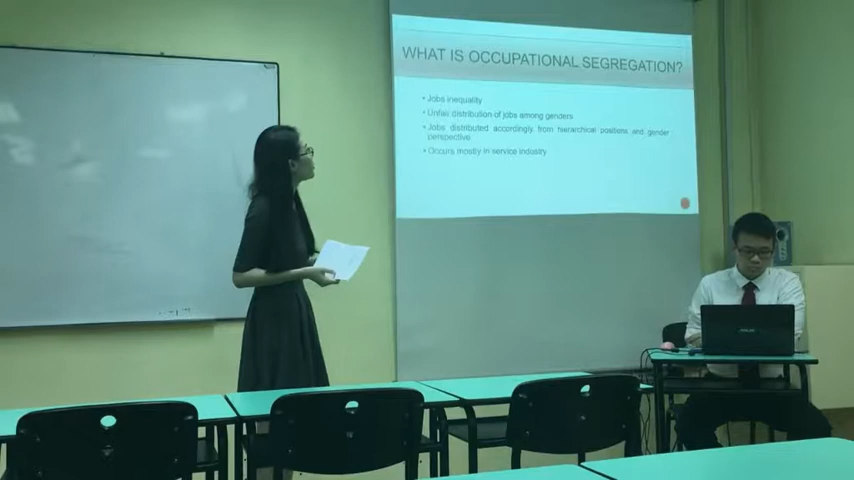 WHAT IS OCCUPATIONAL SEGREGATION?
• Jobs inequality
• Unfair distribution of jobs among genders
• Jobs distributed accordingly from hierarchical positions and gender
perspective
• Occurs mostly in service industry
ASUS